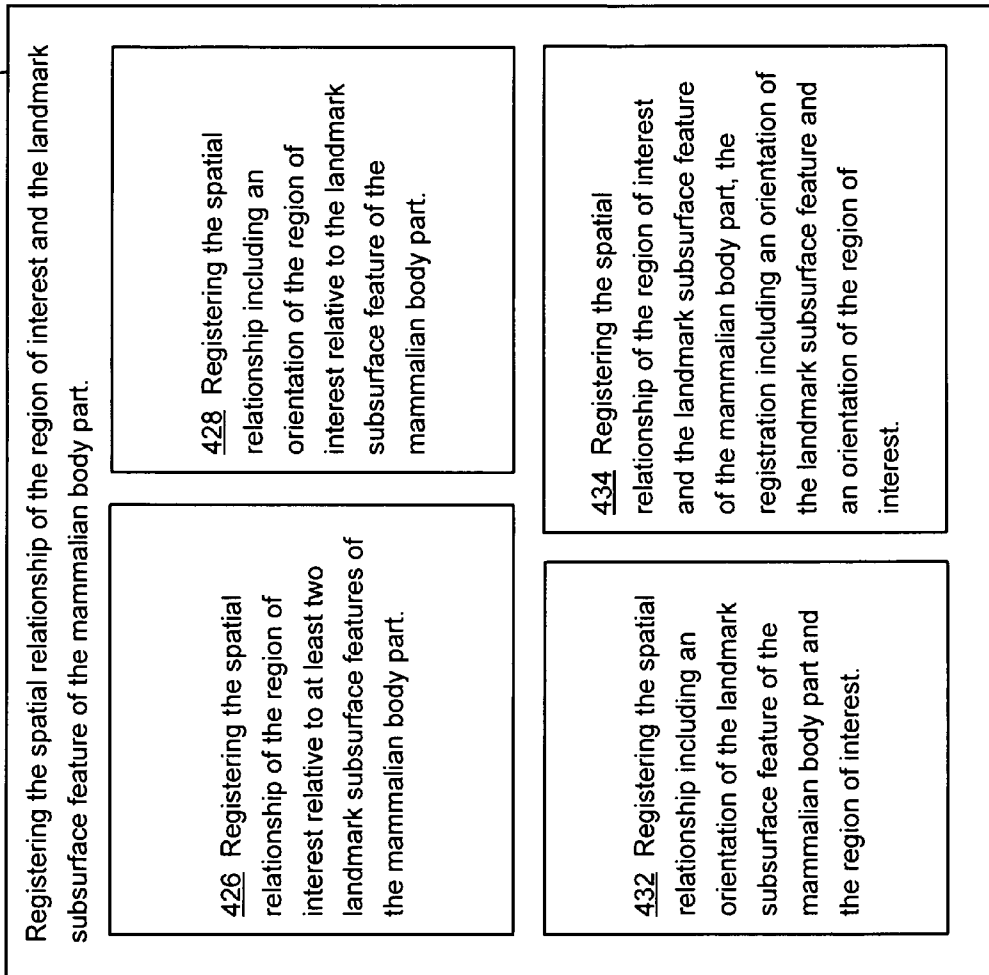 Registering the spatial relationship of the region of interest and the landmark
subsurface feature of the mammalian body part.
426 Registering the spatial
relationship of the region of
interest relative to at least two
landmark subsurface features of
the mammalian body part.
428 Registering the spatial
relationship including an
orientation of the region of
interest relative to the landmark
subsurface feature of the
mammalian body part.
432 Registering the spatial
relationship including an
orientation of the landmark
subsurface feature of the
mammalian body part and
the region of interest.
434 Registering the spatial
relationship of the region of interest
and the landmark subsurface feature
of the mammalian body part, the
registration including an orientation of
the landmark subsurface feature and
an orientation of the region of
interest.